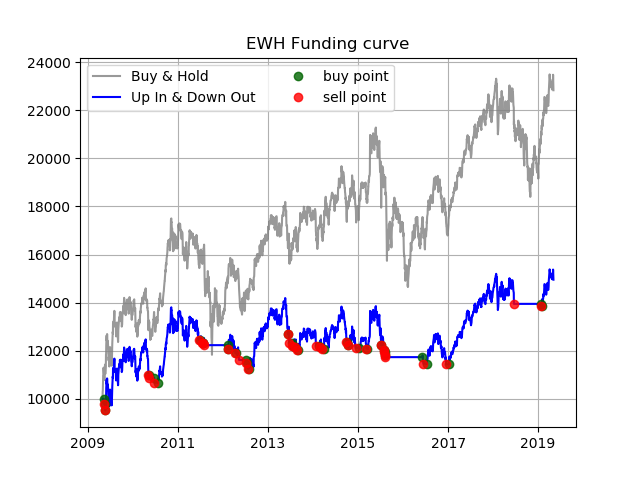 EWH Funding curve
24000
22000
20000
18000
16000
14000
12000
10000
Buy & Hold
Up In & Down Out
buy point
sell point
2009 2011 2013 2015 2017 2019